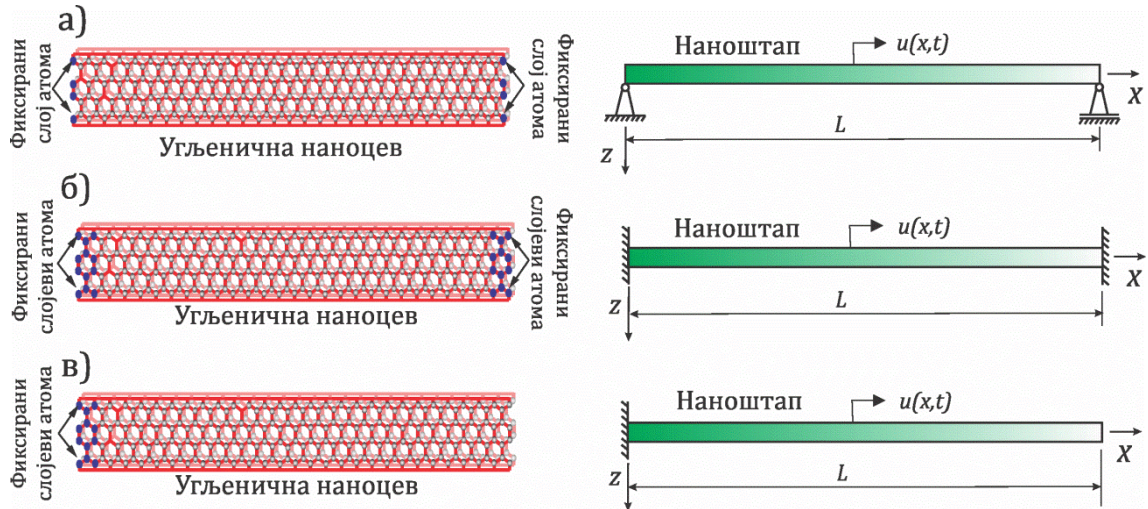 а)
Фиксирани
слој атома
Угљенична наноцев
Фиксирани
слој атома
Наноштап
u(x,t)
X
L
z
б)
Фиксирани
слојеви атома
Угљенична наноцев
Фиксирани
слојеви атома
Наноштап
u(x,t)
X
L
z
в)
Фиксирани
слојеви атома
Угљенична наноцев
Наноштап
u(x,t)
X
L
z